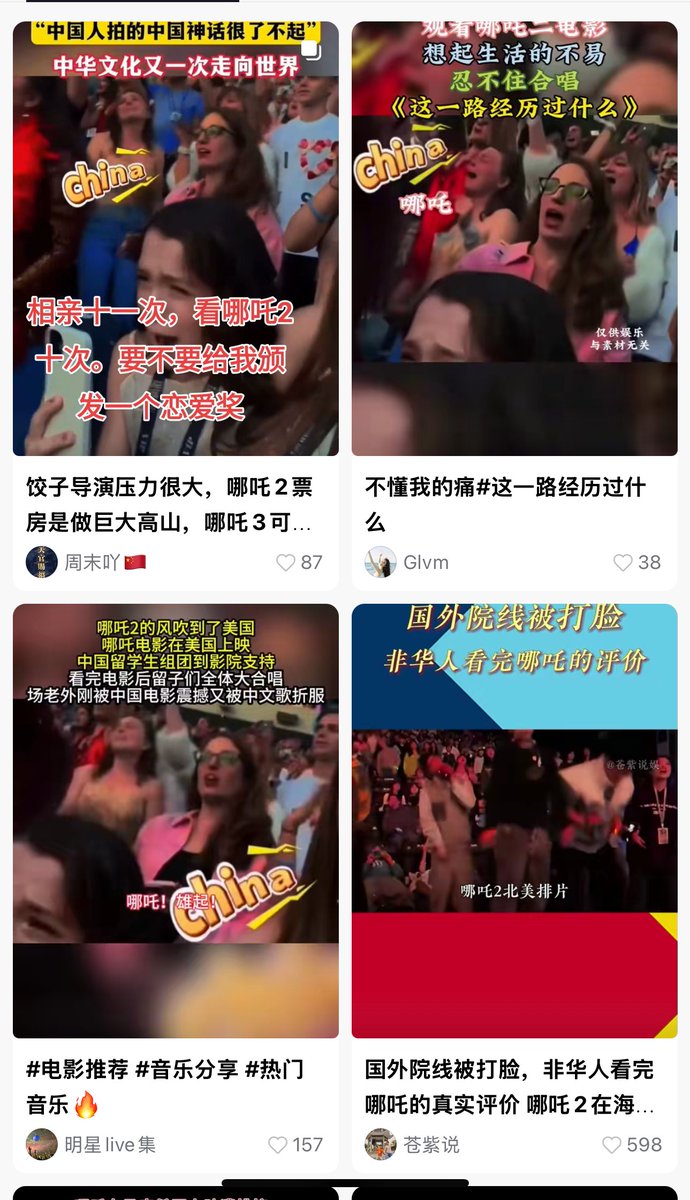 “中国人拍的中国神话很了不起”
中华文化又一次走向世界
china
相亲十一次，看哪吒2
十次。要不要给我颁
发一个恋爱奖
饺子导演压力很大，哪吒2票
房是做巨大高山，哪吒3可…
周末吖
87
观看哪吒二电影
想起生活的不易
忍不住合唱
《这一路经历过什么》
china
哪吒
仅供娱乐
与素材无关
不懂我的痛#这一路经历过什
么
Glvm
38
哪吒2的风吹到了美国
哪吒电影在美国上映
中国留学生组团到影院支持
看完电影后留子们全体大合唱
场老外刚被中国电影震撼又被中文歌折服
哪吒！雄起！
china
#电影推荐 #音乐分享 #热门
音乐🔥
明星live集
157
国外院线被打脸
非华人看完哪吒的评价
@苍紫说娱
哪吒2北美排片
国外院线被打脸，非华人看完
哪吒的真实评价 哪吒2在海…
苍紫说
598